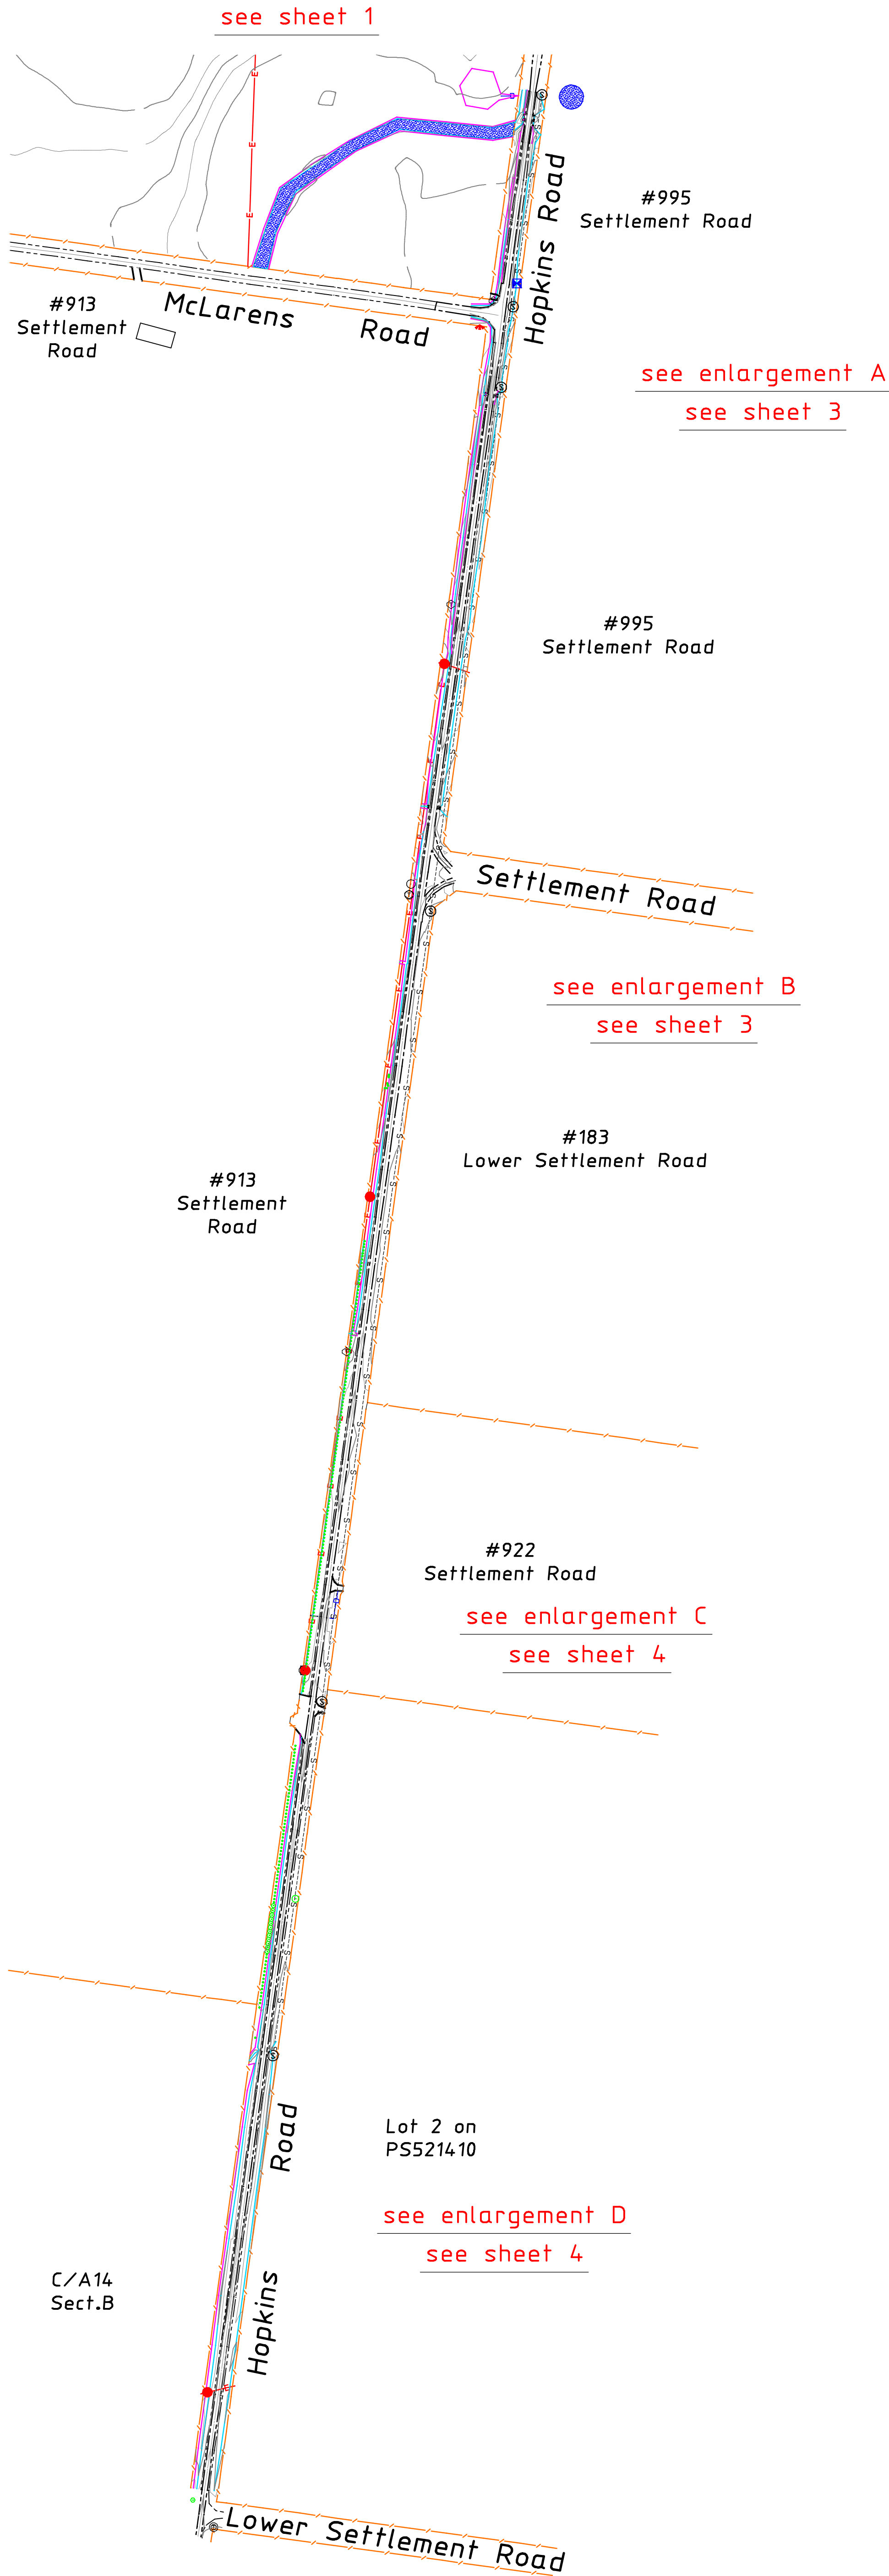 see sheet 1
#995
Settlement Road
Hopkins Road
#913
Settlement
Road
McLarens Road
see enlargement A
see sheet 3
#995
Settlement Road
Settlement Road
see enlargement B
see sheet 3
#183
Lower Settlement Road
#913
Settlement
Road
#922
Settlement Road
see enlargement C
see sheet 4
Lot 2 on
PS521410
see enlargement D
see sheet 4
C/A14
Sect.B
Hopkins Road
Lower Settlement Road